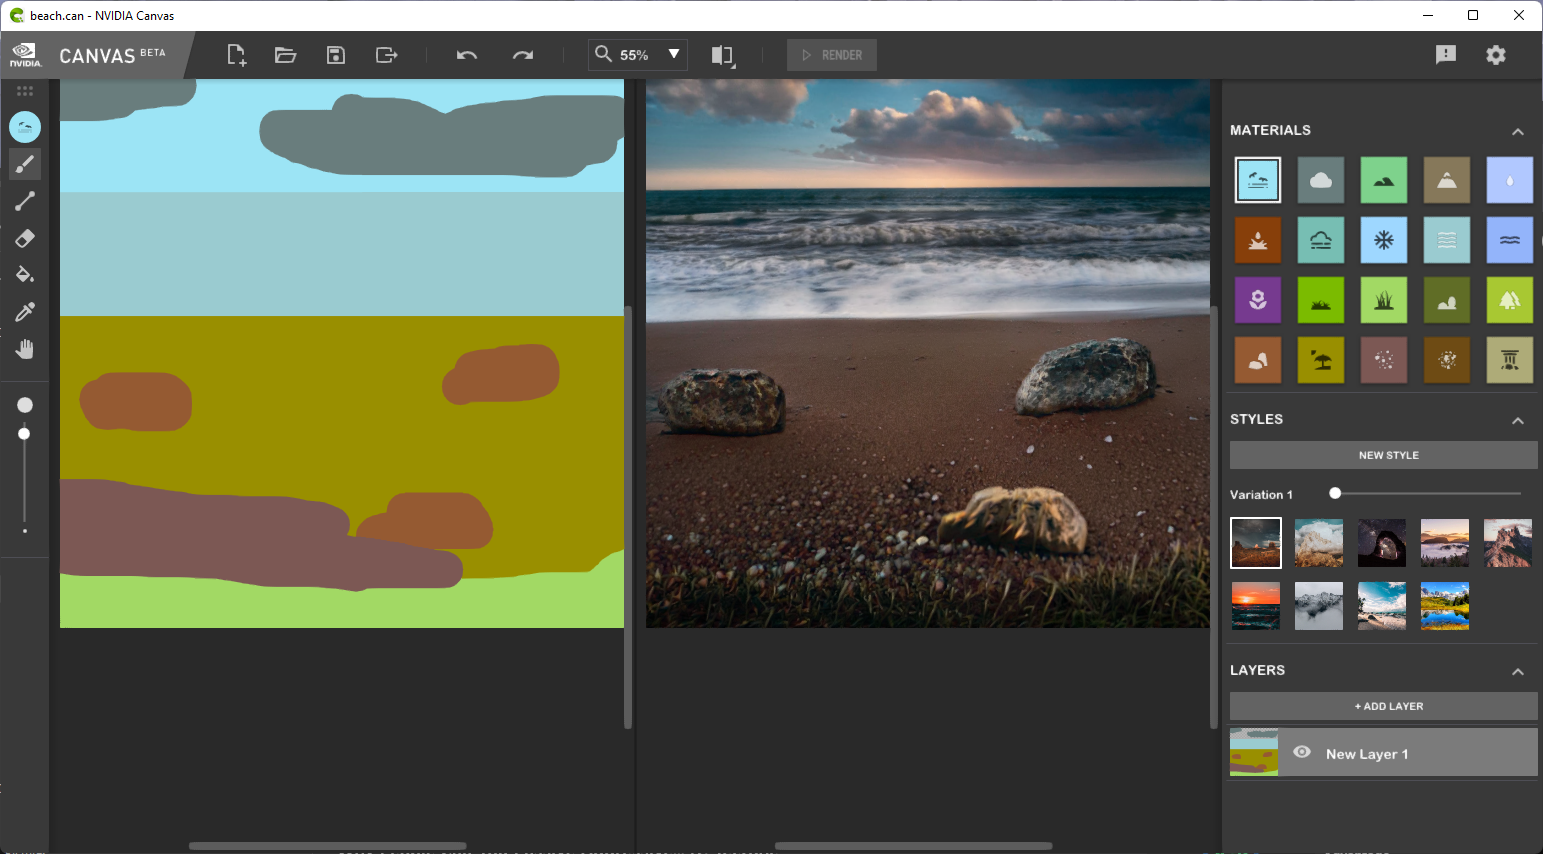 beach.can - NVIDIA Canvas
NVIDIA.
CANVAS BETA
55%
RENDER
MATERIALS
STYLES
NEW STYLE
Variation 1
LAYERS
+ ADD LAYER
New Layer 1